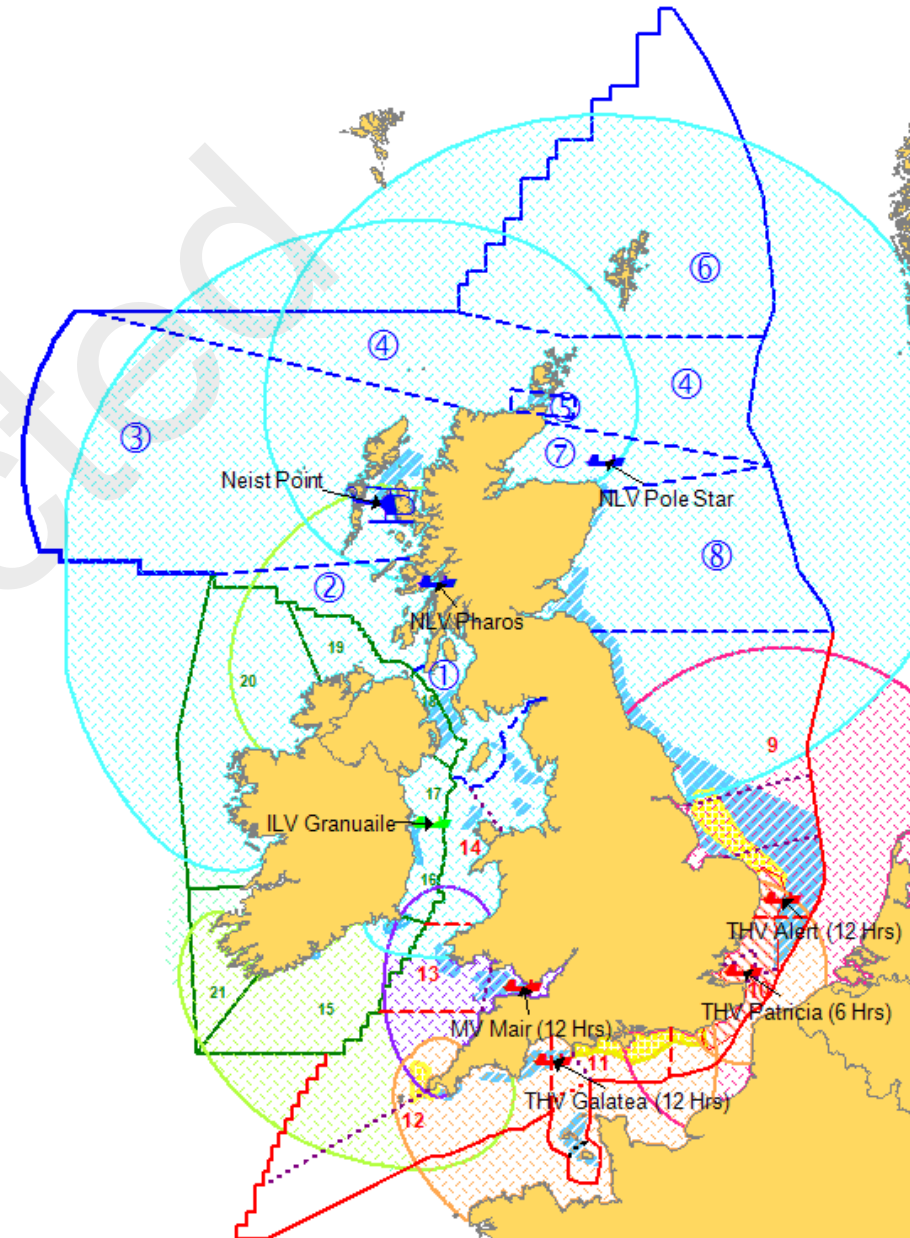 ⑥
④
④
⑤
③
⑦
Neist Point
NLV Pole Star
⑧
②
NLV Pharos
19
①
20
18
9
17
ILV Granuaile
14
16
THV Alert (12 Hrs)
13
10
21
15
THV Patricia (6 Hrs)
MV Mair (12 Hrs)
11
THV Galatea (12 Hrs)
12